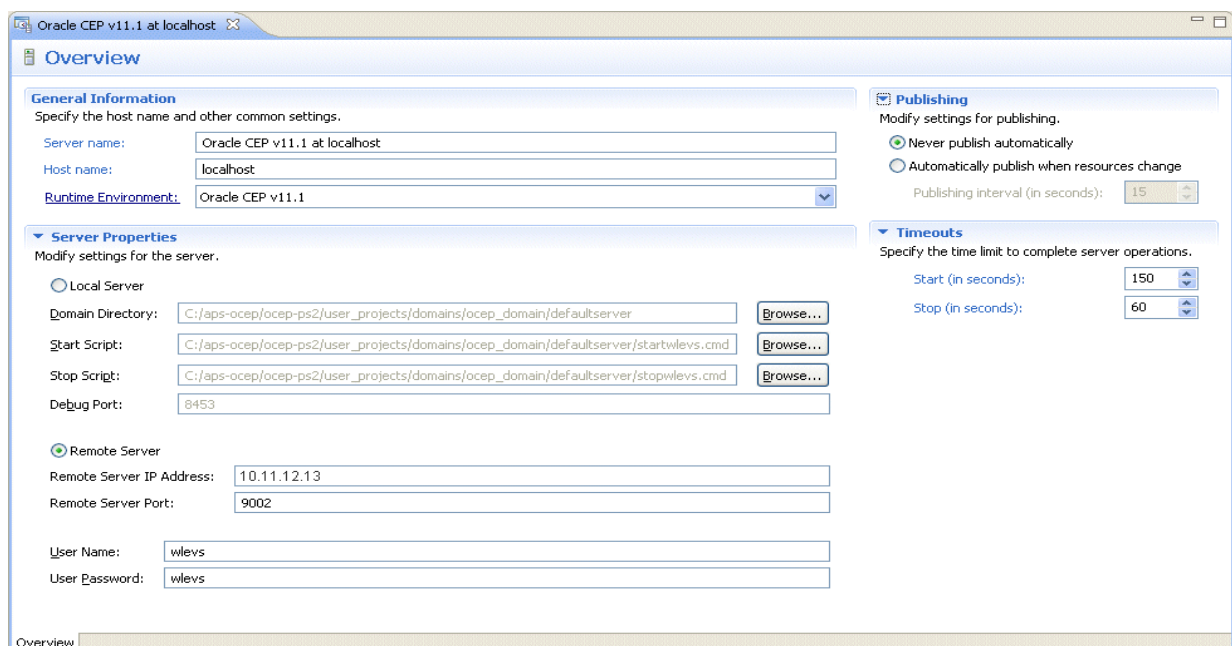 Oracle CEP v11.1 at localhost
Overview
General Information
Specify the host name and other common settings.
Server name: Oracle CEP v11.1 at localhost
Host name: localhost
Runtime Environment: Oracle CEP v11.1
Server Properties
Modify settings for the server.
Local Server
Domain Directory: C:/aps-ocep/ocep-ps2/user_projects/domains/ocep_domain/defaultserver Browse...
Start Script: C:/aps-ocep/ocep-ps2/user_projects/domains/ocep_domain/defaultserver/startwlevs.cmd Browse...
Stop Script: C:/aps-ocep/ocep-ps2/user_projects/domains/ocep_domain/defaultserver/stopwlevs.cmd Browse...
Debug Port: 8453
Remote Server
Remote Server IP Address: 10.11.12.13
Remote Server Port: 9002
User Name: wlevs
User Password: wlevs
Publishing
Modify settings for publishing.
Never publish automatically
Automatically publish when resources change
Publishing interval (in seconds): 15
Timeouts
Specify the time limit to complete server operations.
Start (in seconds): 150
Stop (in seconds): 60
Overview